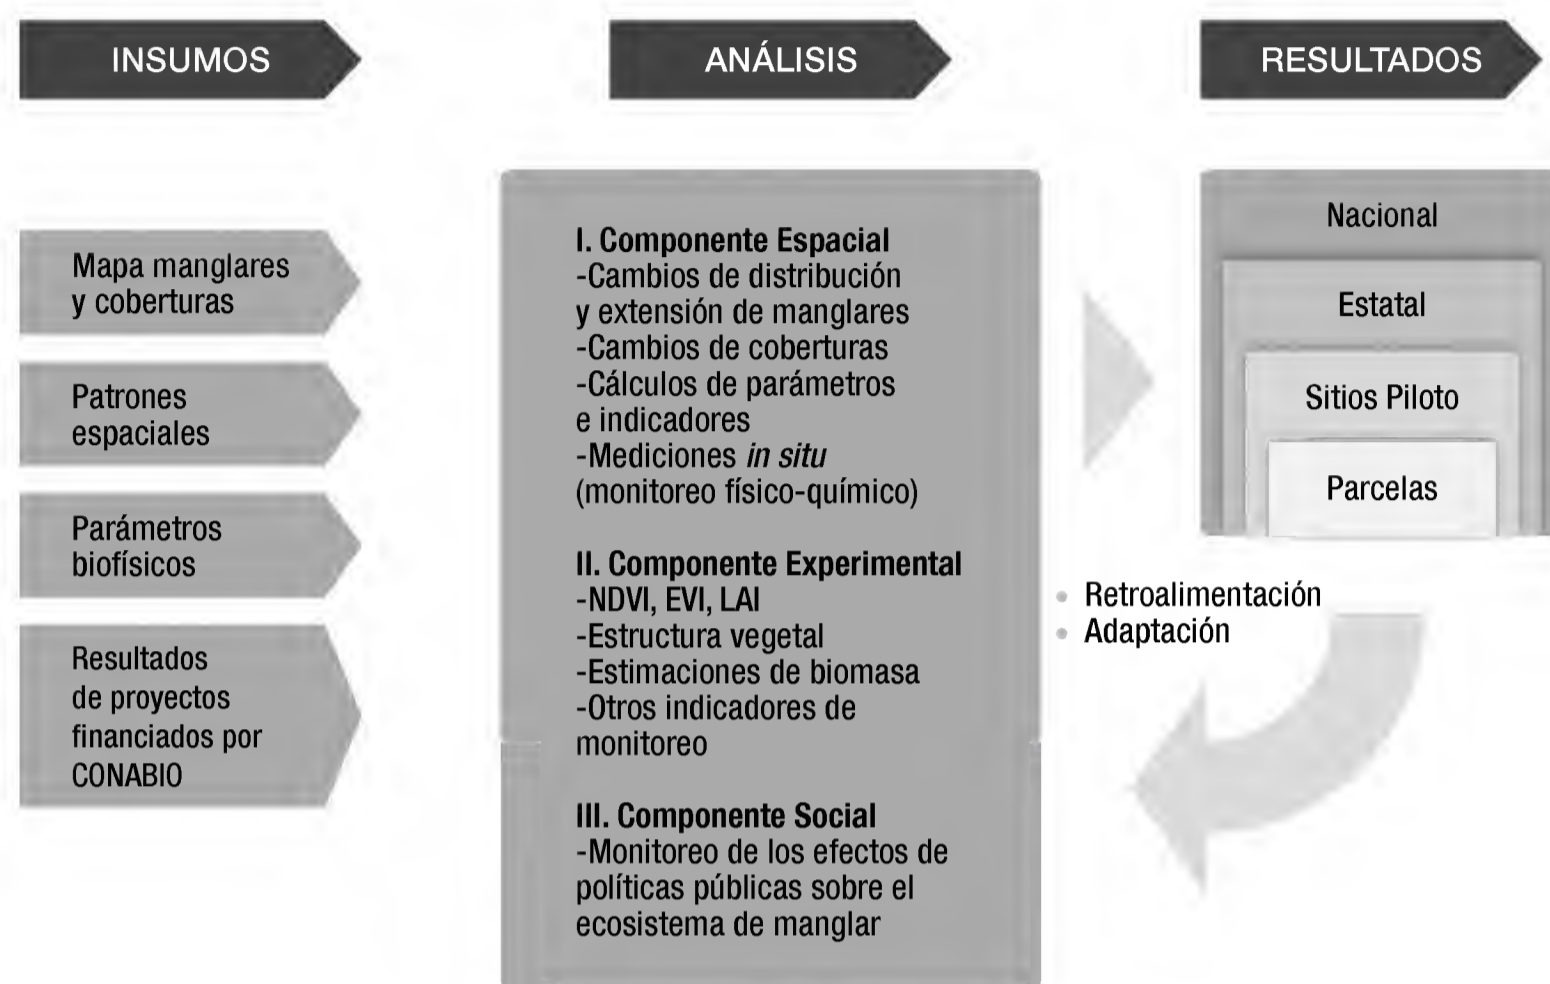 INSUMOS
ANÁLISIS
RESULTADOS
Mapa manglares
y coberturas
Patrones
espaciales
Parámetros
biofísicos
Resultados
de proyectos
financiados por
CONABIO
I. Componente Espacial
-Cambios de distribución
y extensión de manglares
-Cambios de coberturas
-Cálculos de parámetros
e indicadores
-Mediciones in situ
(monitoreo físico-químico)
II. Componente Experimental
-NDVI, EVI, LAI
-Estructura vegetal
-Estimaciones de biomasa
-Otros indicadores de
monitoreo
III. Componente Social
-Monitoreo de los efectos de
políticas públicas sobre el
ecosistema de manglar
Nacional
Estatal
Sitios Piloto
Parcelas
• Retroalimentación
• Adaptación